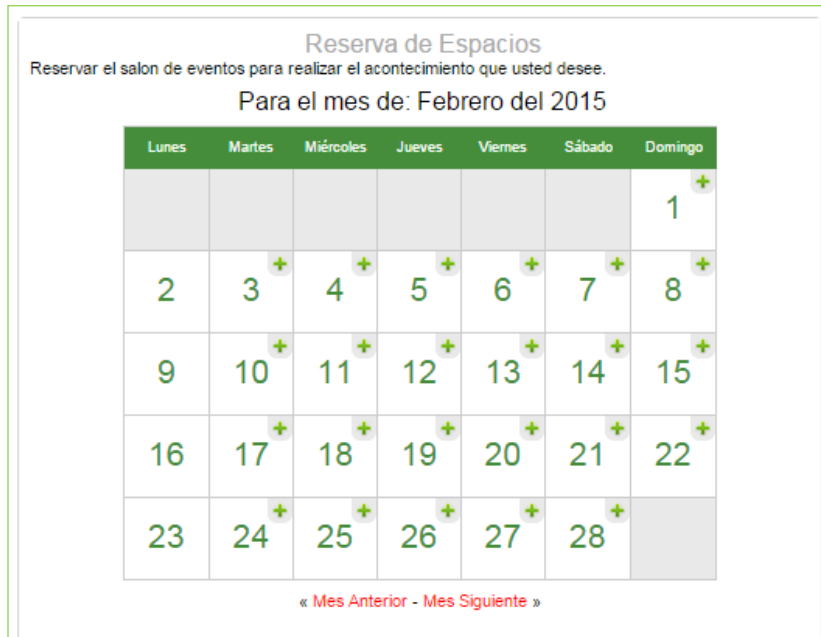 Reserva de Espacios
Reservar el salon de eventos para realizar el acontecimiento que usted desee.
Para el mes de: Febrero del 2015
Lunes Martes Miércoles Jueves Viernes Sábado Domingo
1
2 3 4 5 6 7 8
9 10 11 12 13 14 15
16 17 18 19 20 21 22
23 24 25 26 27 28
« Mes Anterior - Mes Siguiente »